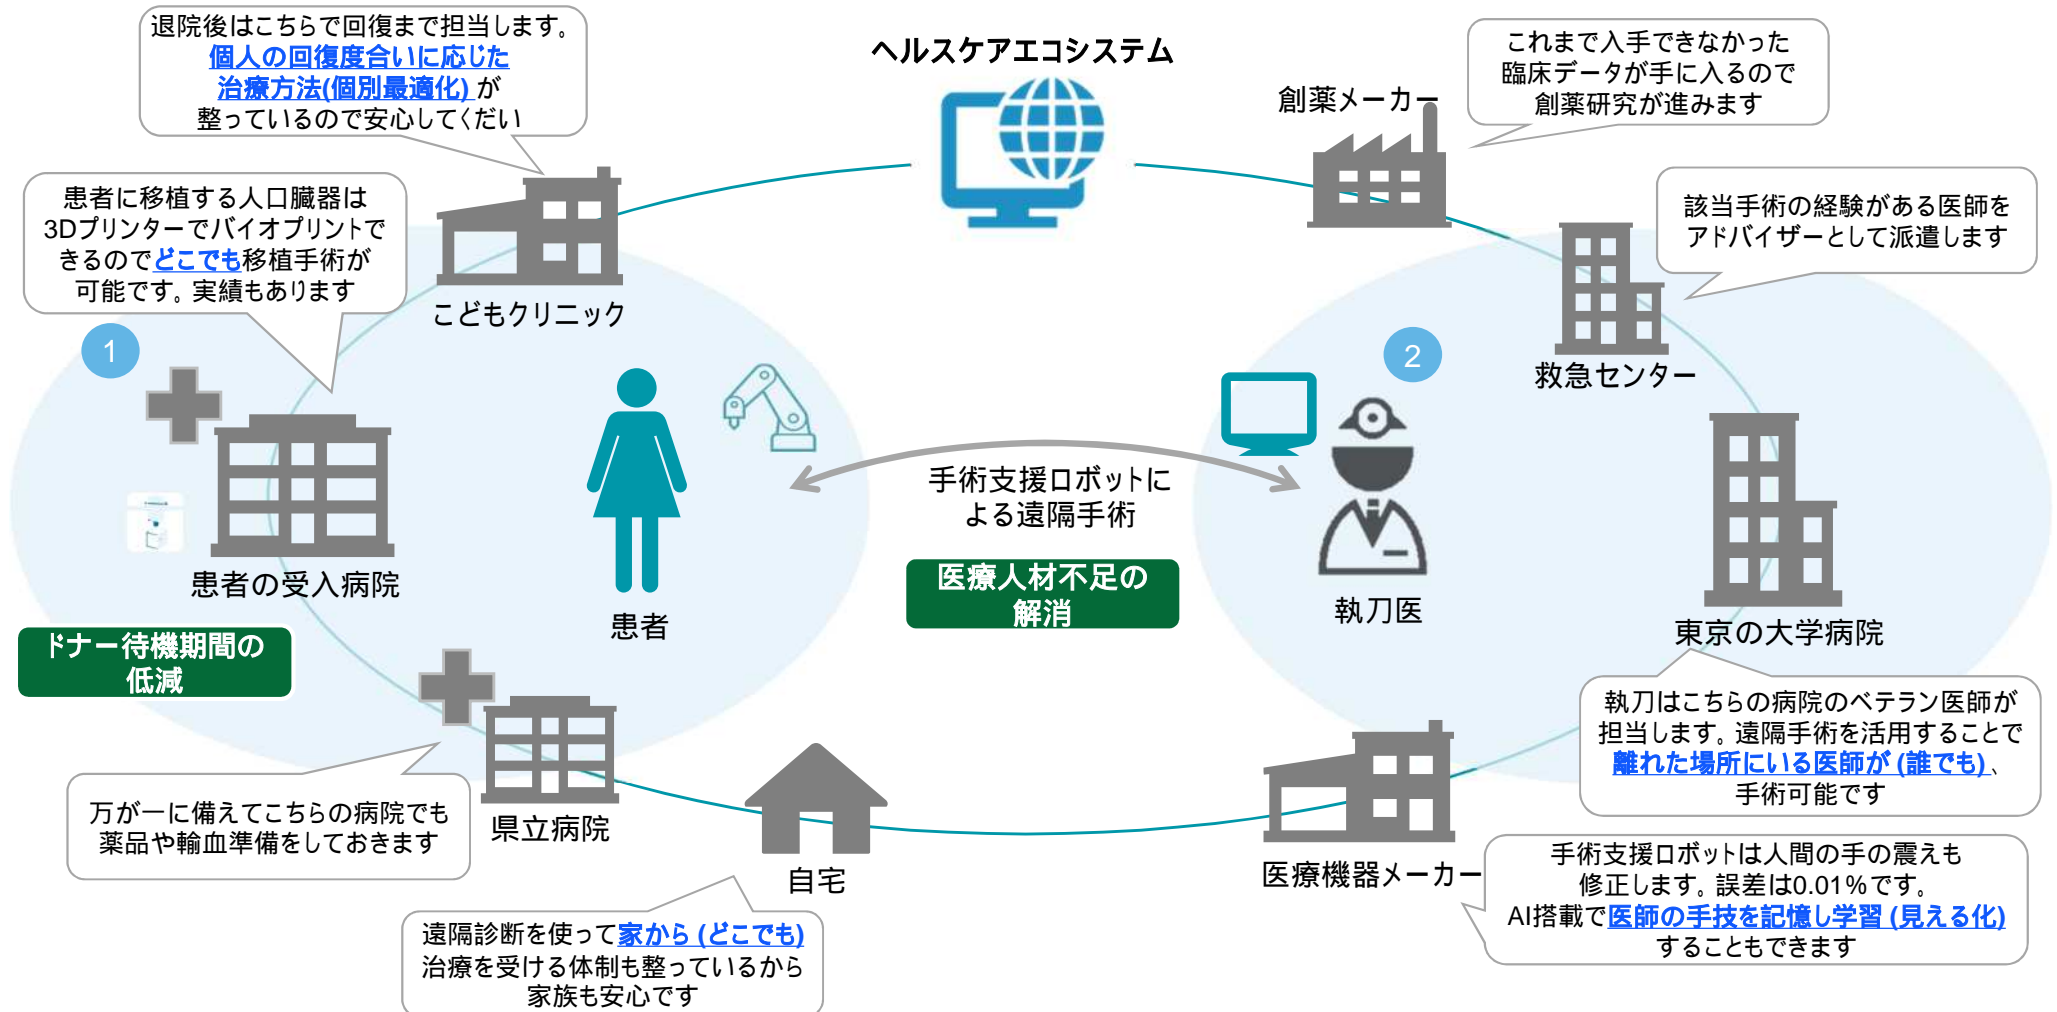 退院後はこちらで回復まで担当します。
個人の回復度合いに応じた
治療方法(個別最適化) が
整っているので安心してくだい
ヘルスケアエコシステム
創薬メーカー
これまで入手できなかった
臨床データが手に入るので
創薬研究が進みます
患者に移植する人口臓器は
3Dプリンターでバイオプリントで
きるのでどこでも移植手術が
可能です。実績もあります
こどもクリニック
該当手術の経験がある医師を
アドバイザーとして派遣します
救急センター
1
2
患者の受入病院
ドナー待機期間の
低減
患者
手術支援ロボットに
よる遠隔手術
医療人材不足の
解消
執刀医
東京の大学病院
執刀はこちらの病院のベテラン医師が
担当します。遠隔手術を活用することで
離れた場所にいる医師が (誰でも) 、
手術可能です
県立病院
万が一に備えてこちらの病院でも
薬品や輸血準備をしておきます
自宅
遠隔診断を使って家から (どこでも)
治療を受ける体制も整っているから
家族も安心です
医療機器メーカー
手術支援ロボットは人間の手の震えも
修正します。誤差は0.01%です。
AI搭載で医師の手技を記憶し学習 (見える化)
することもできます